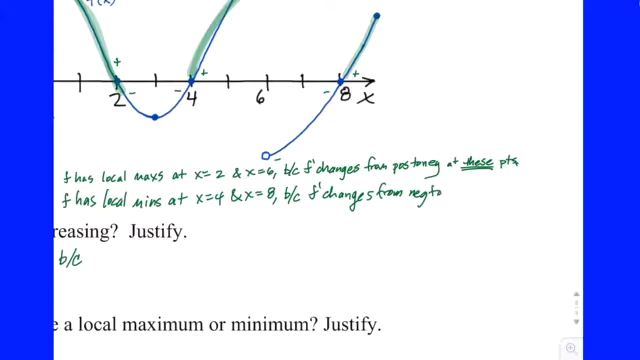 f'(x)
+ + +
2 4 6 8 x
− − − −
f has local maxs at x=2 & x=6, b/c f' changes from pos to neg at these pts
f has local mins at x=4 & x=8, b/c f' changes from neg to
reasing? Justify.
b/c
e a local maximum or minimum? Justify.